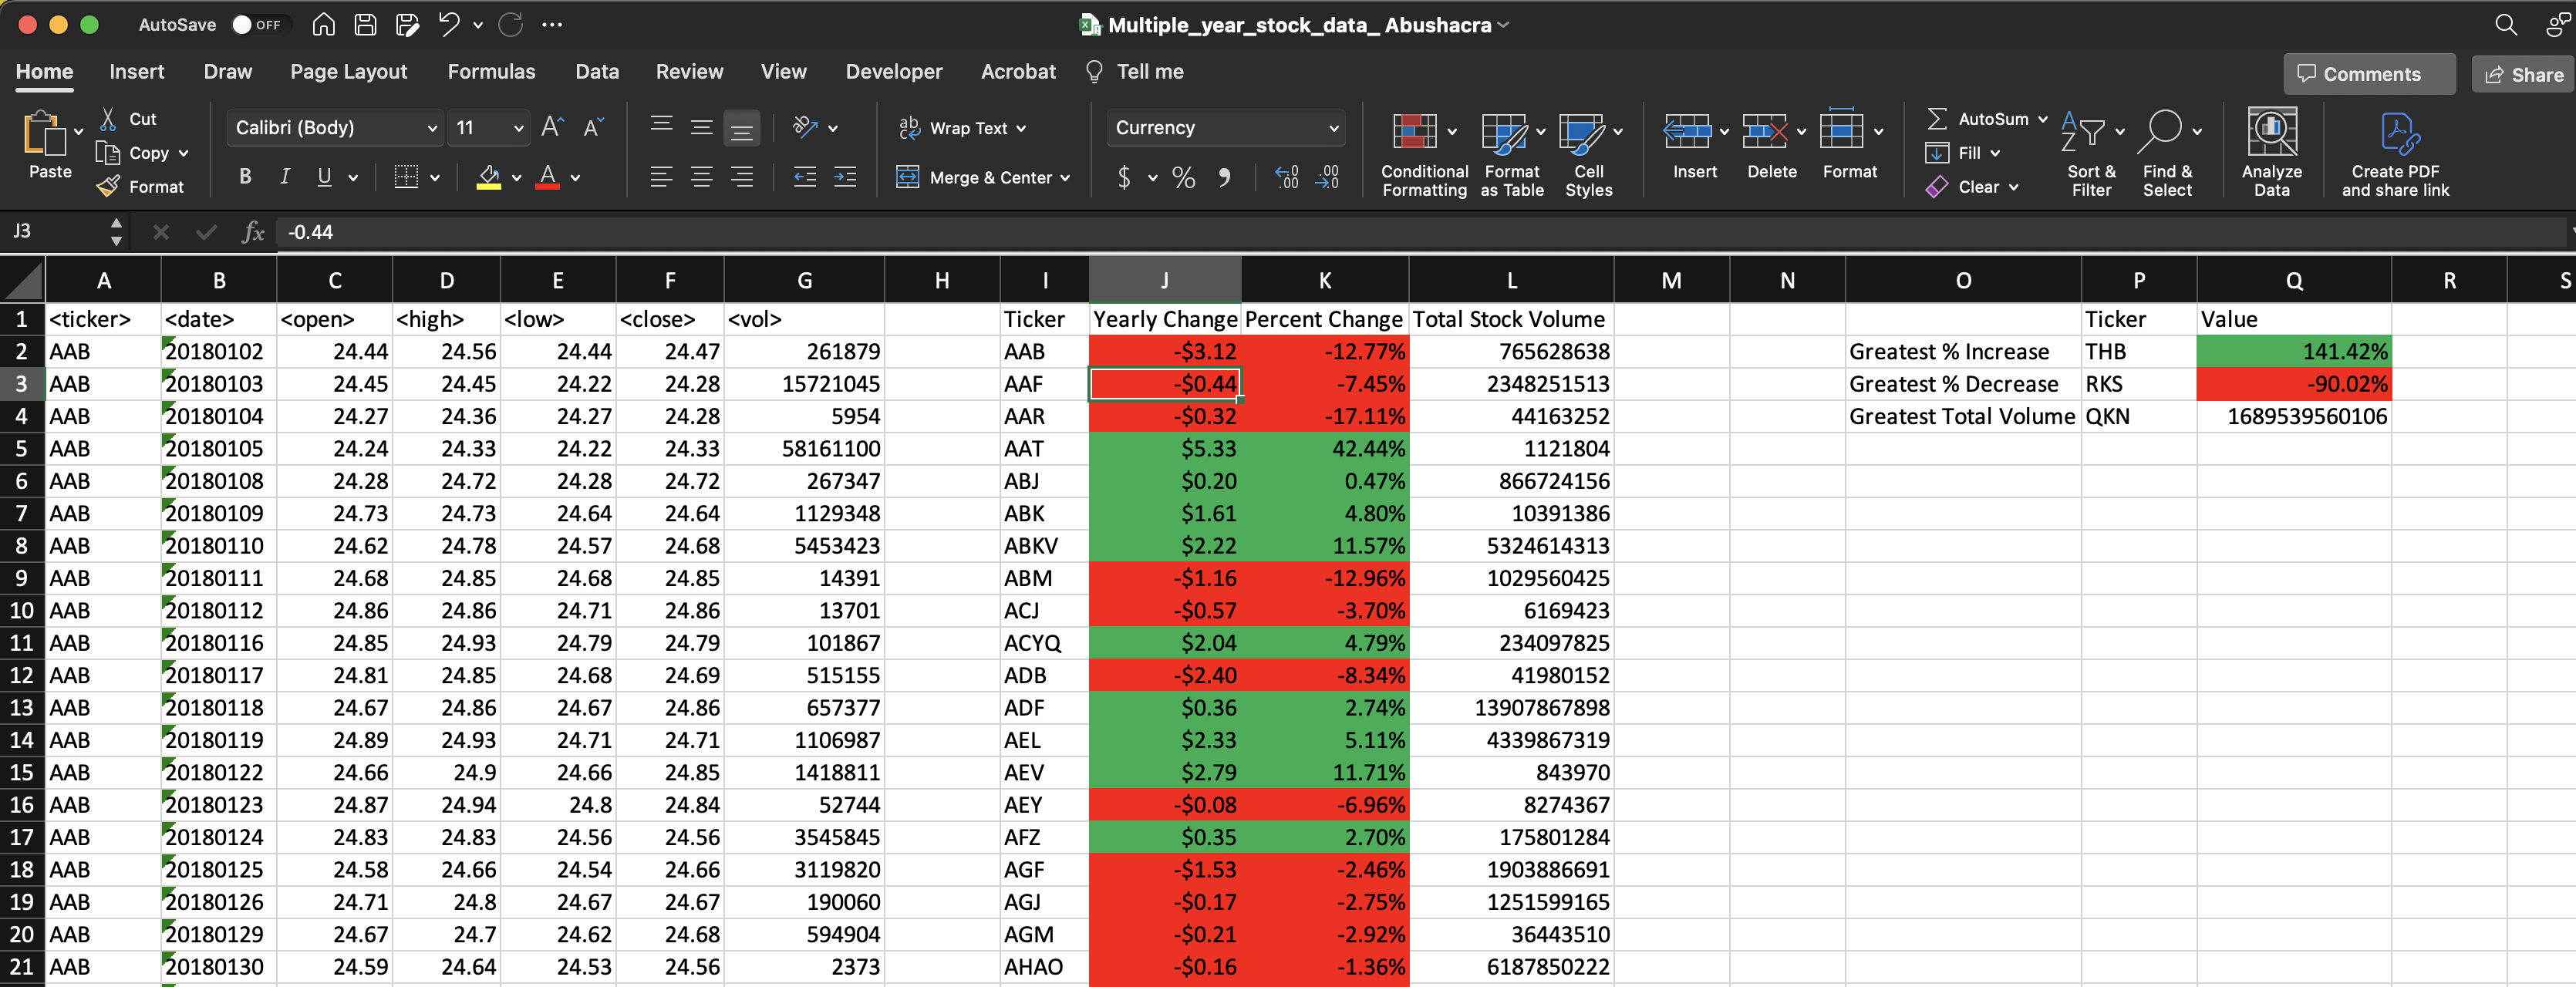 AutoSave OFF Multiple_year_stock_data_ Abushacra
Home Insert Draw Page Layout Formulas Data Review View Developer Acrobat Tell me Comments Share
Paste Cut Copy Format
Calibri (Body) 11 A A
B I U A
ab Wrap Text
Merge & Center
Currency
$ % 9 .00 .00
Conditional Formatting Format as Table Cell Styles
Insert Delete Format
AutoSum Fill Clear
Sort & Filter Find & Select
Analyze Data
Create PDF and share link
J3 fx -0.44
A B C D E F G H I J K L M N O P Q R S
1 <ticker> <date> <open> <high> <low> <close> <vol> Ticker Yearly Change Percent Change Total Stock Volume Ticker Value
2 AAB 20180102 24.44 24.56 24.44 24.47 261879 AAB -$3.12 -12.77% 765628638 Greatest % Increase THB 141.42%
3 AAB 20180103 24.45 24.45 24.22 24.28 15721045 AAF -$0.44 -7.45% 2348251513 Greatest % Decrease RKS -90.02%
4 AAB 20180104 24.27 24.36 24.27 24.28 5954 AAR -$0.32 -17.11% 44163252 Greatest Total Volume QKN 1689539560106
5 AAB 20180105 24.24 24.33 24.22 24.33 58161100 AAT $5.33 42.44% 1121804
6 AAB 20180108 24.28 24.72 24.28 24.72 267347 ABJ $0.20 0.47% 866724156
7 AAB 20180109 24.73 24.73 24.64 24.64 1129348 ABK $1.61 4.80% 10391386
8 AAB 20180110 24.62 24.78 24.57 24.68 5453423 ABKV $2.22 11.57% 5324614313
9 AAB 20180111 24.68 24.85 24.68 24.85 14391 ABM -$1.16 -12.96% 1029560425
10 AAB 20180112 24.86 24.86 24.71 24.86 13701 ACJ -$0.57 -3.70% 6169423
11 AAB 20180116 24.85 24.93 24.79 24.79 101867 ACYQ $2.04 4.79% 234097825
12 AAB 20180117 24.81 24.85 24.68 24.69 515155 ADB -$2.40 -8.34% 41980152
13 AAB 20180118 24.67 24.86 24.67 24.86 657377 ADF $0.36 2.74% 13907867898
14 AAB 20180119 24.89 24.93 24.71 24.71 1106987 AEL $2.33 5.11% 4339867319
15 AAB 20180122 24.66 24.9 24.66 24.85 1418811 AEV $2.79 11.71% 843970
16 AAB 20180123 24.87 24.94 24.8 24.84 52744 AEY -$0.08 -6.96% 8274367
17 AAB 20180124 24.83 24.83 24.56 24.56 3545845 AFZ $0.35 2.70% 175801284
18 AAB 20180125 24.58 24.66 24.54 24.66 3119820 AGF -$1.53 -2.46% 1903886691
19 AAB 20180126 24.71 24.8 24.67 24.67 190060 AGJ -$0.17 -2.75% 1251599165
20 AAB 20180129 24.67 24.7 24.62 24.68 594904 AGM -$0.21 -2.92% 36443510
21 AAB 20180130 24.59 24.64 24.53 24.56 2373 AHAO -$0.16 -1.36% 6187850222